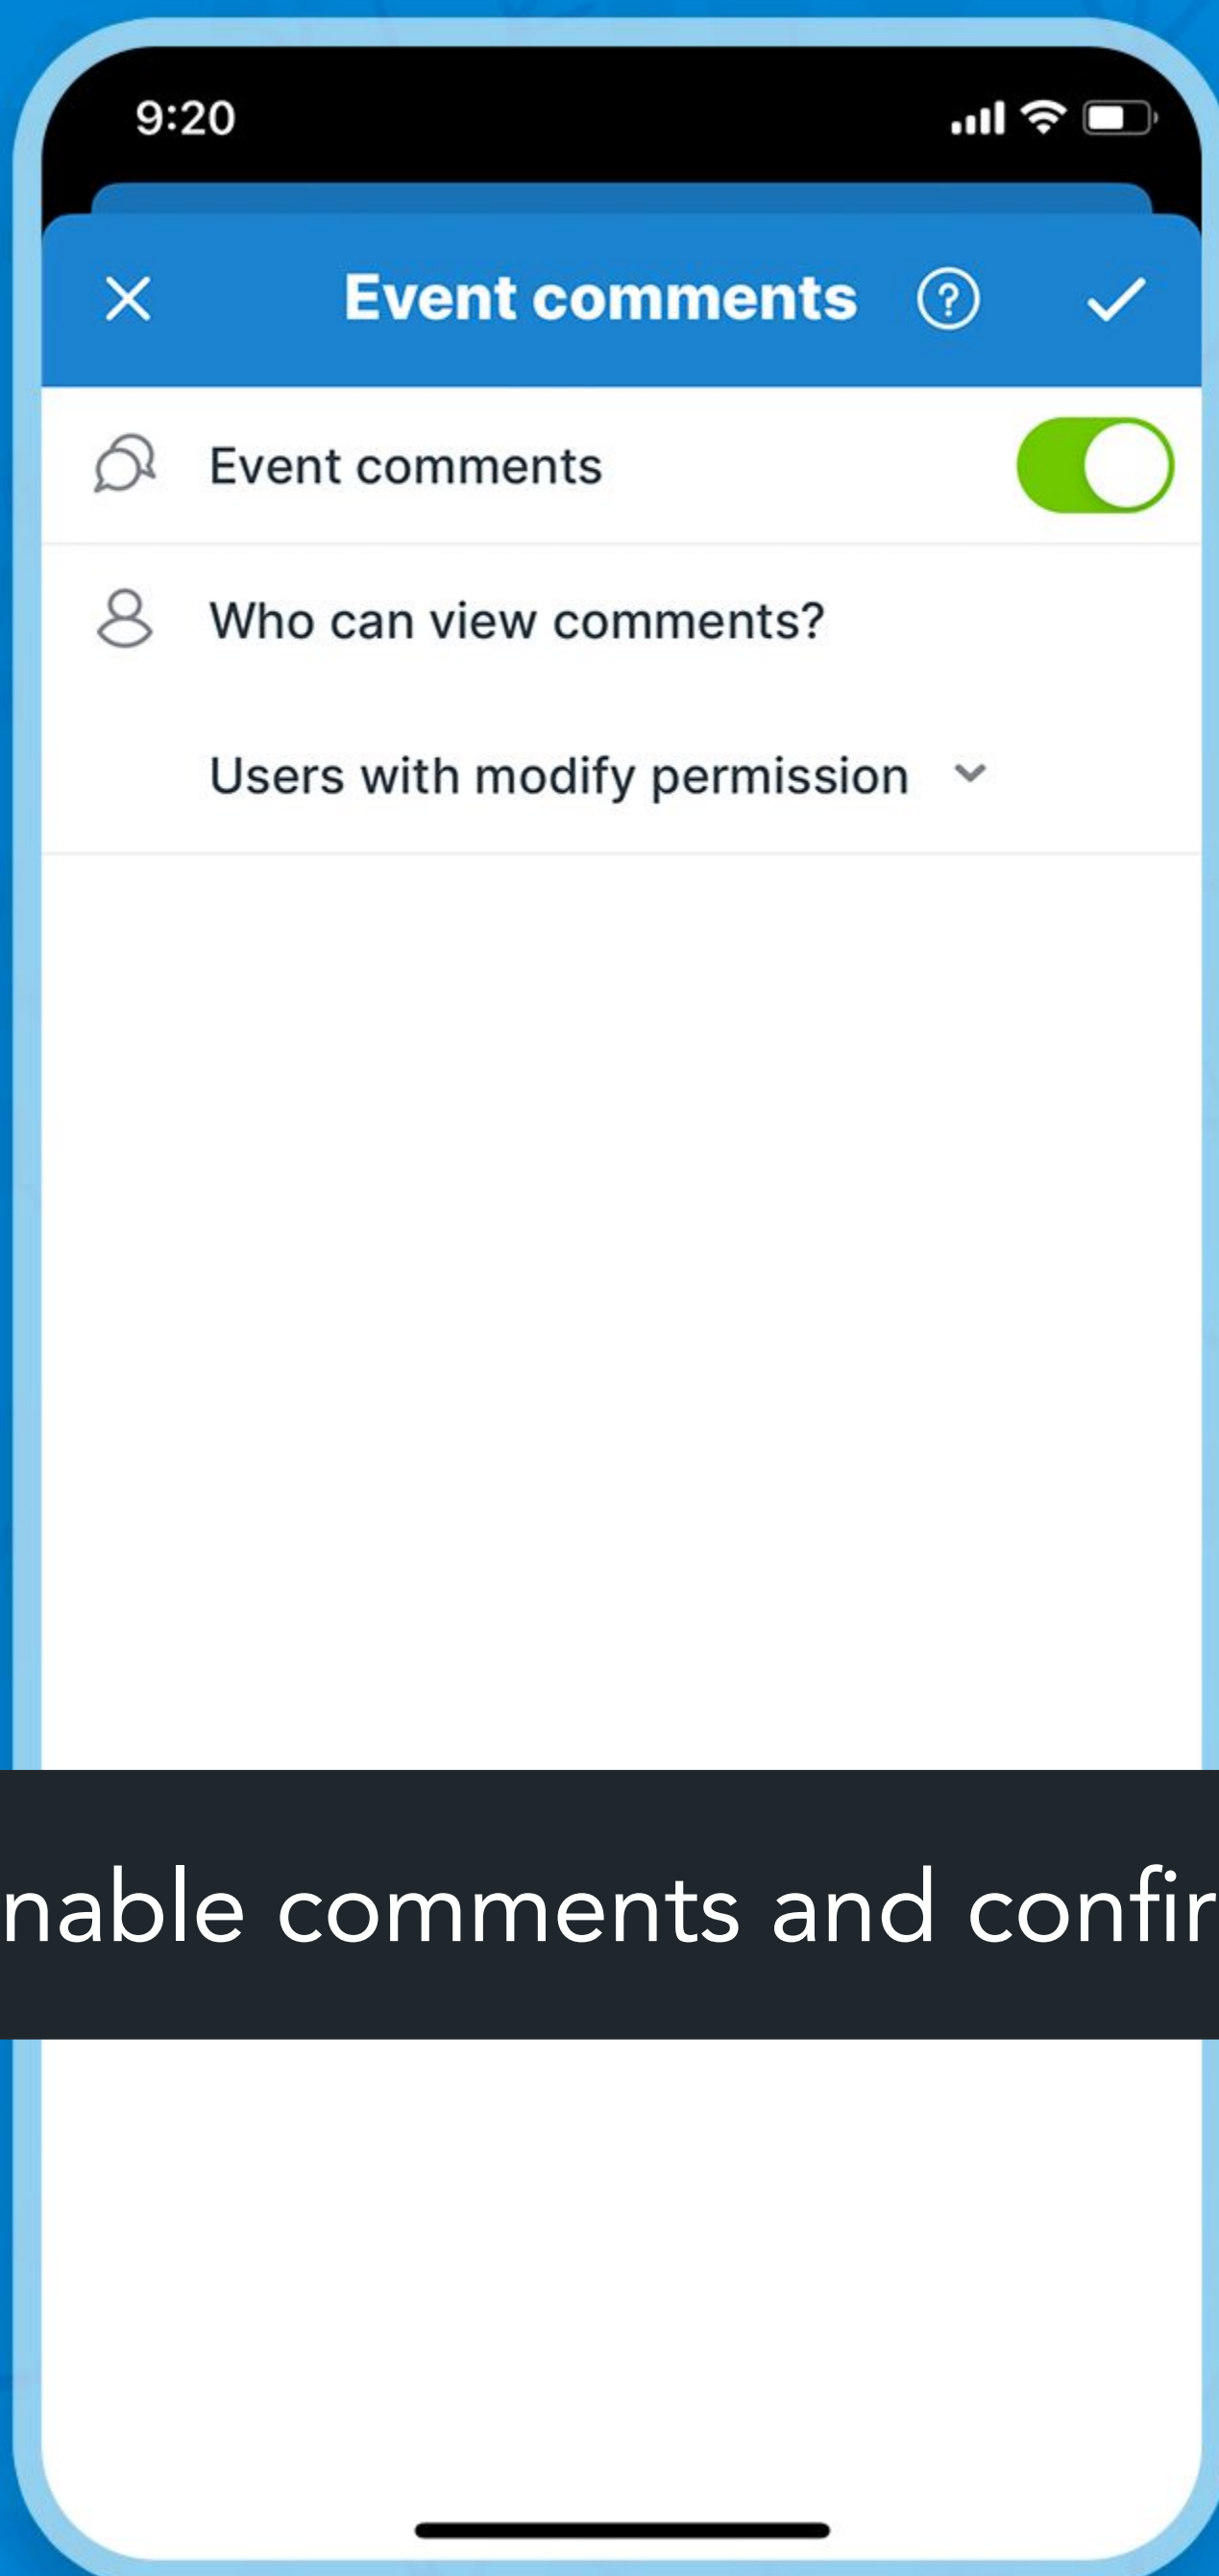 9:20
Event comments
Event comments
Who can view comments?
Users with modify permission
nable comments and confir